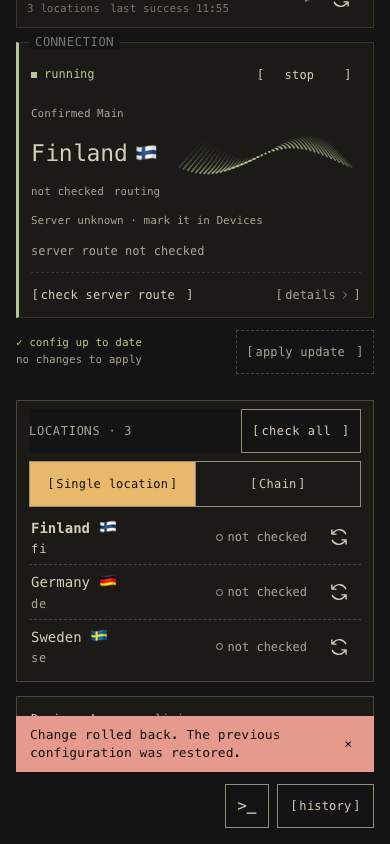 3 locations last success 11:55
CONNECTION
running
[ stop ]
Confirmed Main
Finland
not checked routing
Server unknown · mark it in Devices
server route not checked
[check server route ]
[details > ]
✓ config up to date
no changes to apply
[apply update ]
LOCATIONS · 3
[check all ]
[Single location]
[Chain]
Finland
fi
not checked
Germany
de
not checked
Sweden
se
not checked
Change rolled back. The previous
configuration was restored.
×
>_
[history]